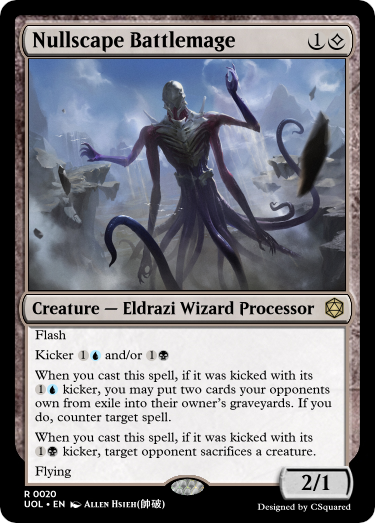 Nullscape Battlemage 1
Creature — Eldrazi Wizard Processor
Flash
Kicker 1 and/or 1
When you cast this spell, if it was kicked with its
1 kicker, you may put two cards your opponents
own from exile into their owner's graveyards. If you
do, counter target spell.
When you cast this spell, if it was kicked with its
1 kicker, target opponent sacrifices a creature.
Flying
2/1
R 0020
UOL • EN Allen Hsieh(帥破)
Designed by CSquared